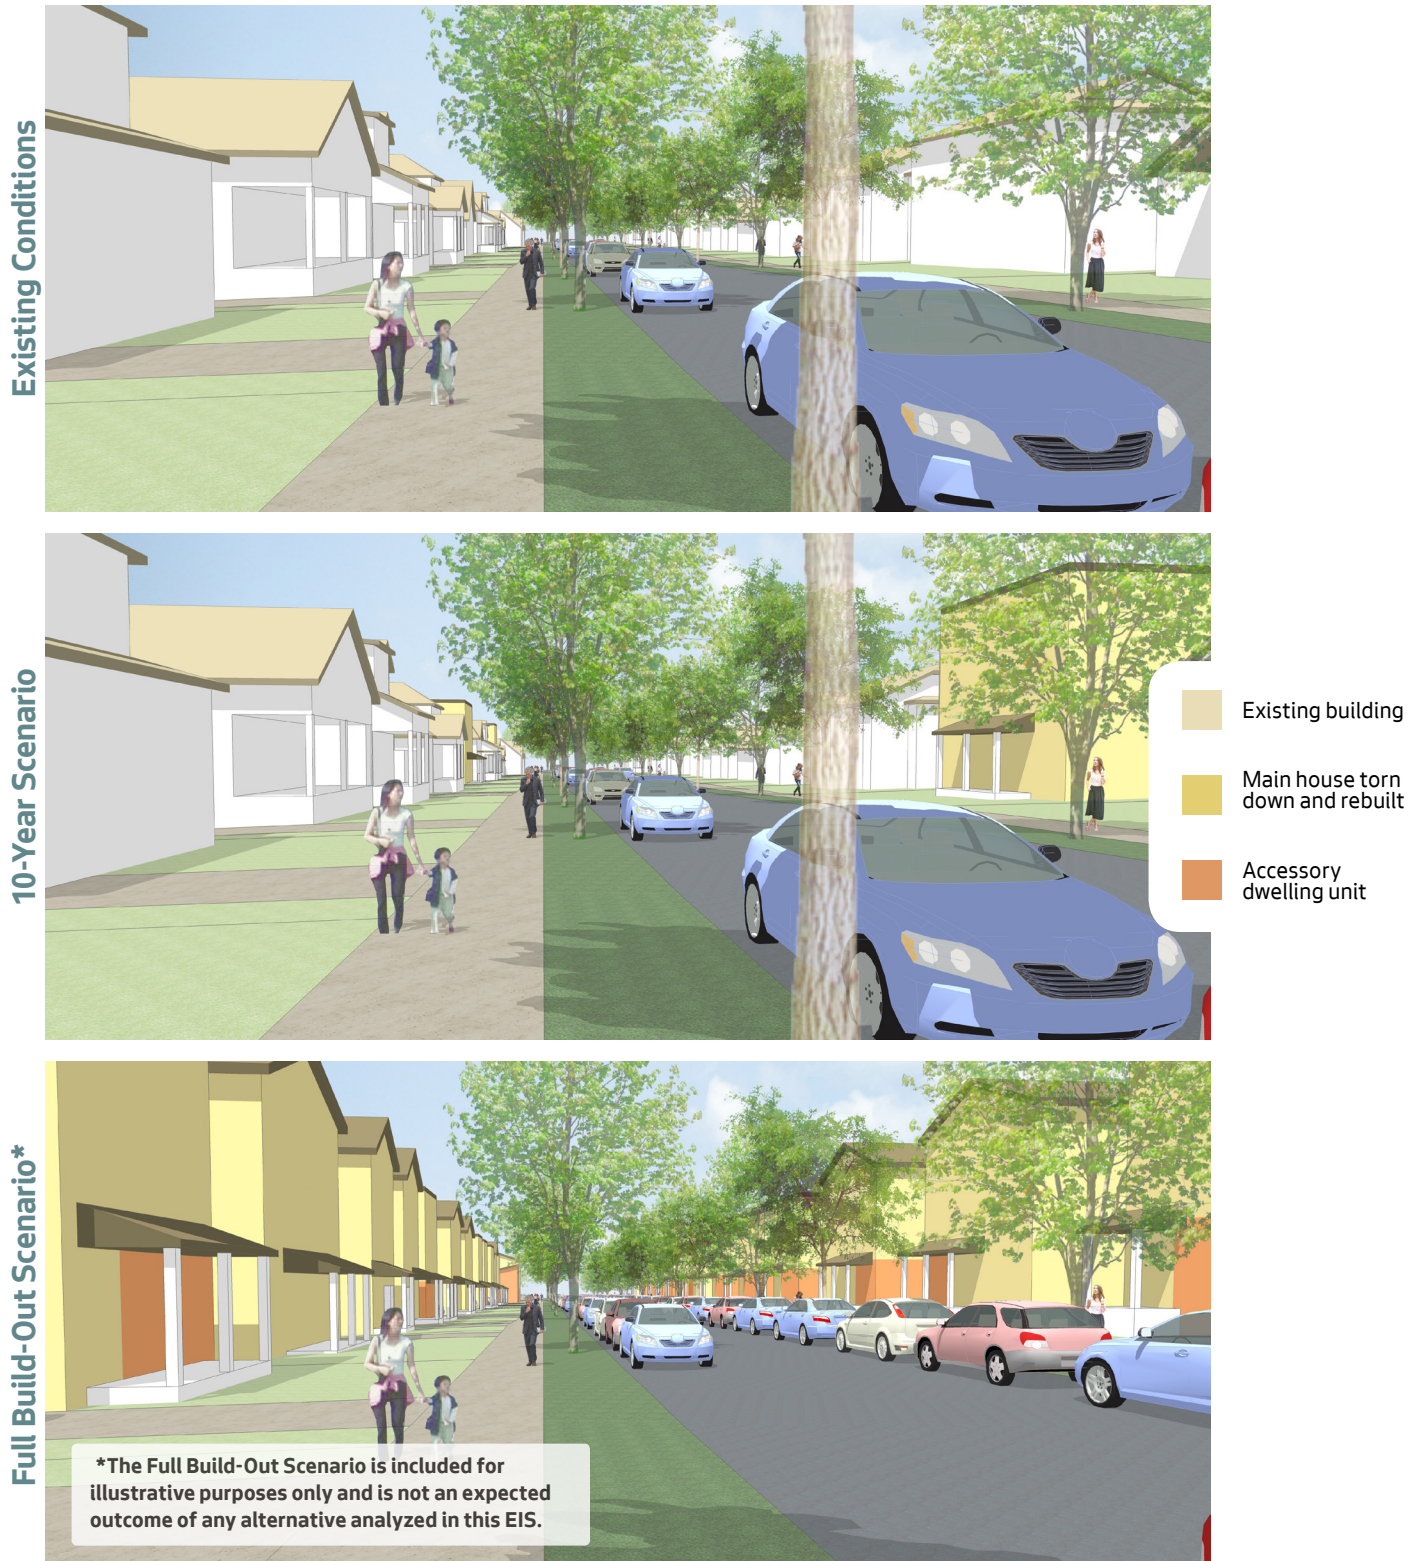 Existing Conditions
10-Year Scenario
Existing building
Main house torn
down and rebuilt
Accessory
dwelling unit
Full Build-Out Scenario*
*The Full Build-Out Scenario is included for
illustrative purposes only and is not an expected
outcome of any alternative analyzed in this EIS.